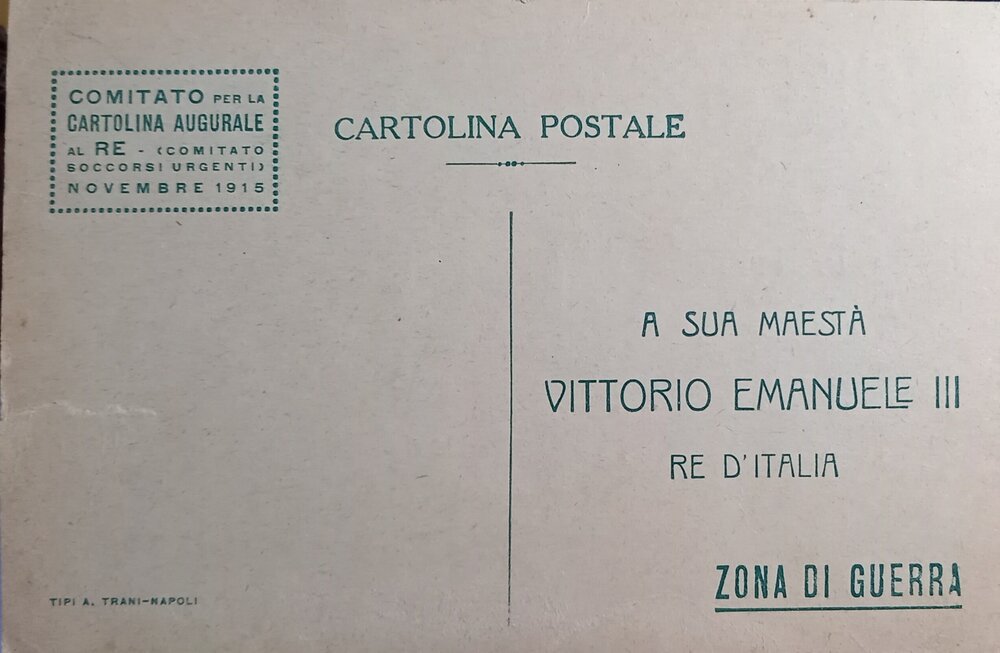 COMITATO PER LA
CARTOLINA AUGURALE
AL RE - (COMITATO
SOCCORSI URGENTI)
NOVEMBRE 1915
CARTOLINA POSTALE
A SUA MAESTÀ
VITTORIO EMANUELE III
RE D'ITALIA
ZONA DI GUERRA
TIPI A. TRANI-NAPOLI